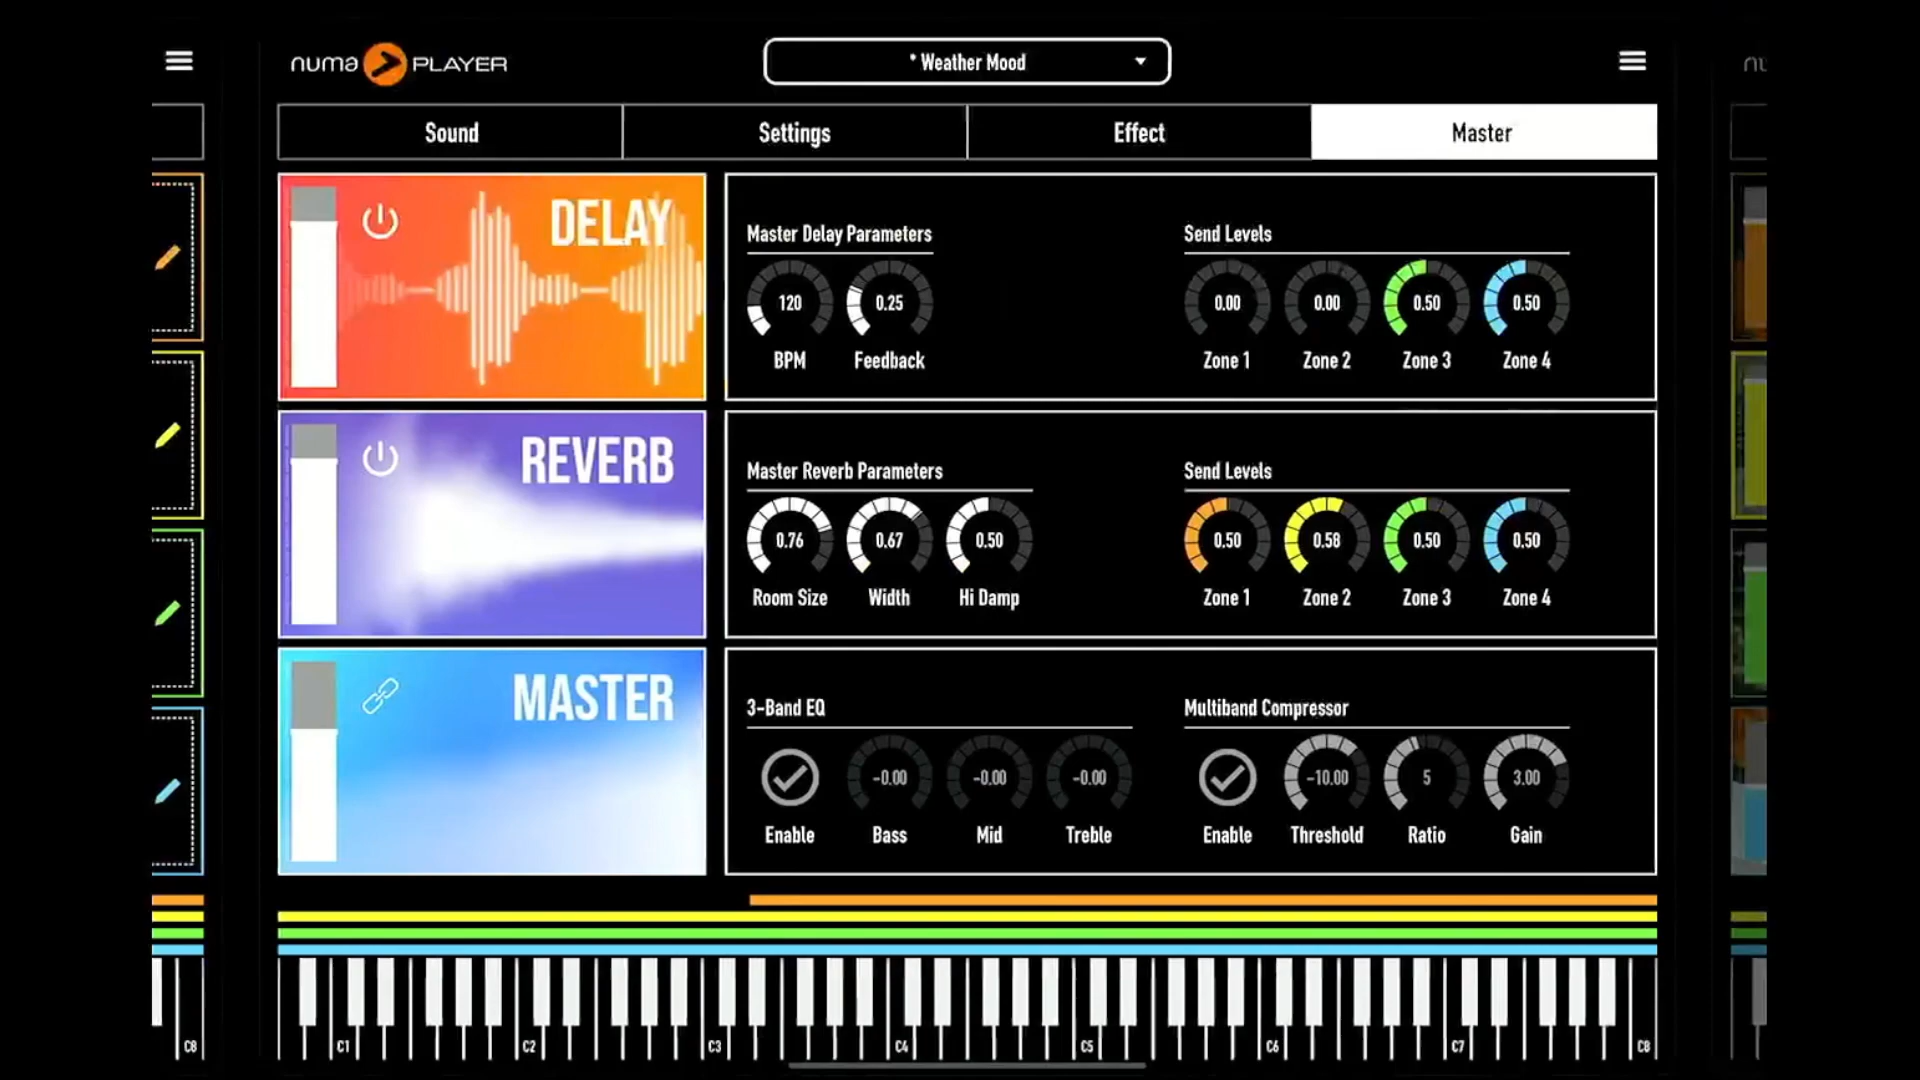 numa PLAYER
* Weather Mood
nu
Sound
Settings
Effect
Master
DELAY
Master Delay Parameters
Send Levels
120
0.25
0.00
0.00
0.50
0.50
BPM
Feedback
Zone 1
Zone 2
Zone 3
Zone 4
REVERB
Master Reverb Parameters
Send Levels
0.76
0.67
0.50
0.50
0.58
0.50
0.50
Room Size
Width
Hi Damp
Zone 1
Zone 2
Zone 3
Zone 4
MASTER
3-Band EQ
Multiband Compressor
-0.00
-0.00
-0.00
-10.00
5
3.00
Enable
Bass
Mid
Treble
Enable
Threshold
Ratio
Gain
C8
C1
C2
C3
C4
C5
C6
C7
C8